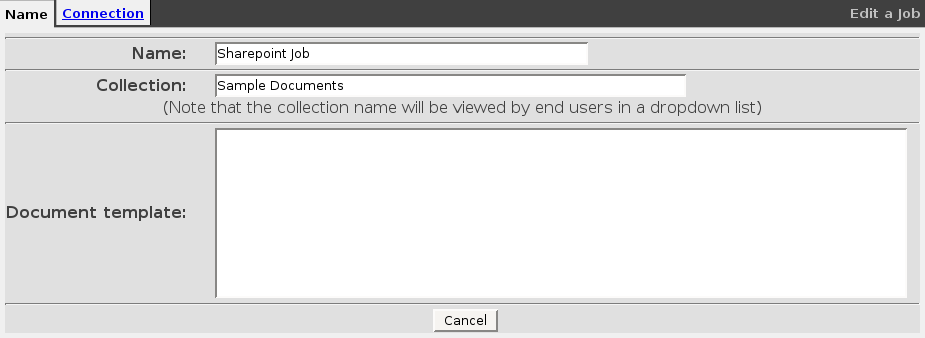 Name Connection Edit a Job
Name: Sharepoint Job
Collection: Sample Documents
(Note that the collection name will be viewed by end users in a dropdown list)
Document template:
Cancel